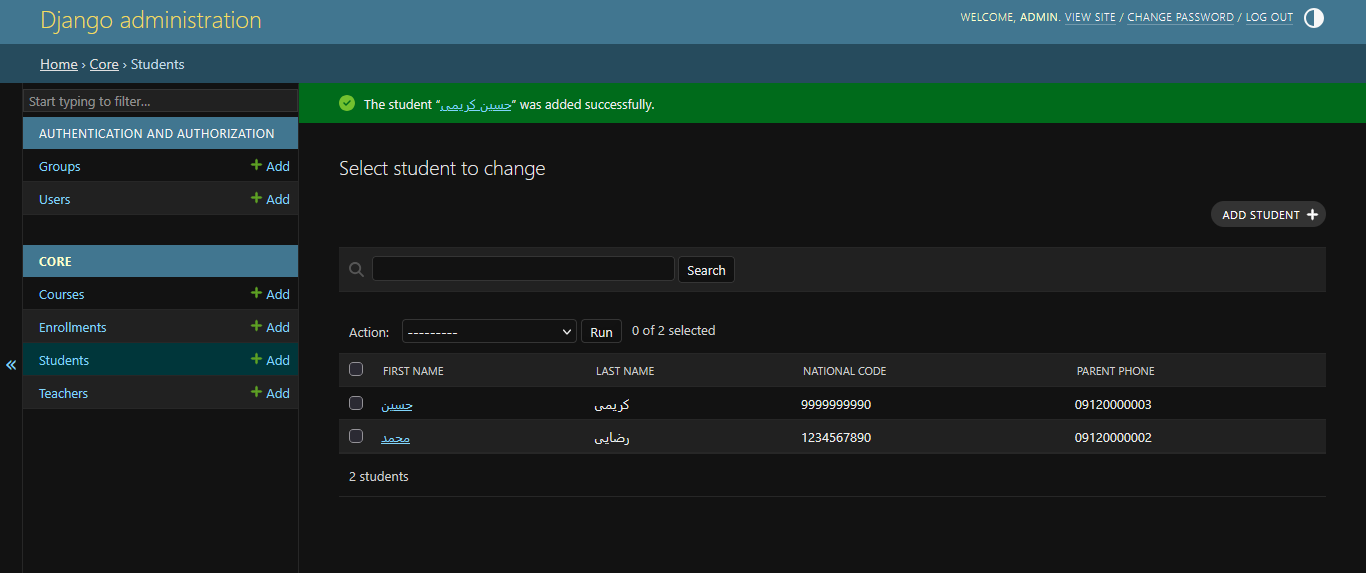 Django administration
WELCOME, ADMIN. VIEW SITE / CHANGE PASSWORD / LOG OUT
Home › Core › Students
Start typing to filter...
AUTHENTICATION AND AUTHORIZATION
Groups + Add
Users + Add
CORE
Courses + Add
Enrollments + Add
Students + Add
Teachers + Add
«
The student “حسین کریمی” was added successfully.
Select student to change
ADD STUDENT +
Search
Action: --------- Run 0 of 2 selected
FIRST NAME LAST NAME NATIONAL CODE PARENT PHONE
حسین کریمی 9999999990 09120000003
محمد رضایی 1234567890 09120000002
2 students